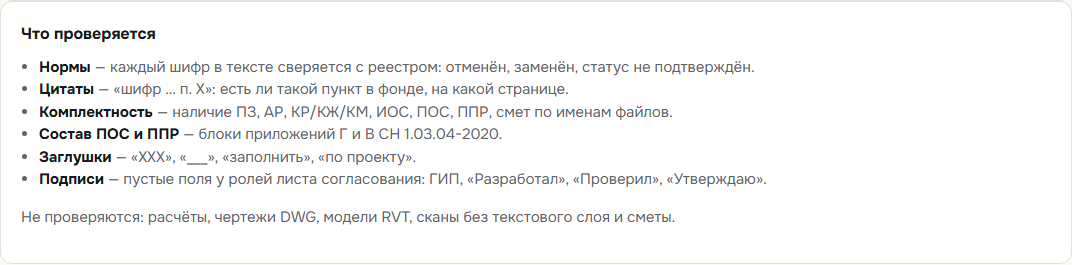 Что проверяется
• Нормы — каждый шифр в тексте сверяется с реестром: отменён, заменён, статус не подтверждён.
• Цитаты — «шифр ... п. X»: есть ли такой пункт в фонде, на какой странице.
• Комплектность — наличие ПЗ, АР, КР/КЖ/КМ, ИОС, ПОС, ППР, смет по именам файлов.
• Состав ПОС и ППР — блоки приложений Г и В СН 1.03.04-2020.
• Заглушки — «XXX», «___», «заполнить», «по проекту».
• Подписи — пустые поля у ролей листа согласования: ГИП, «Разработал», «Проверил», «Утверждаю».
Не проверяются: расчёты, чертежи DWG, модели RVT, сканы без текстового слоя и сметы.